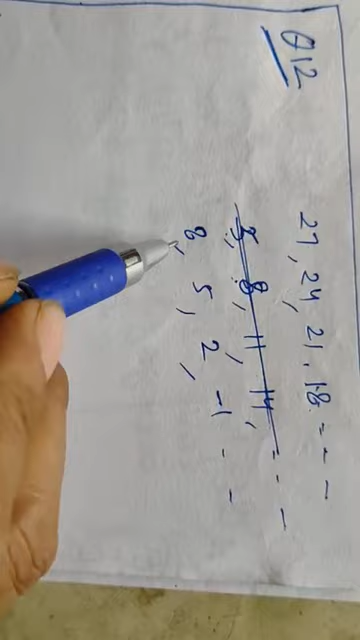 Q12
27, 24, 21, 18 - - -
5, 8, 11, 14, - - -
8, 5, 2, -1 - -